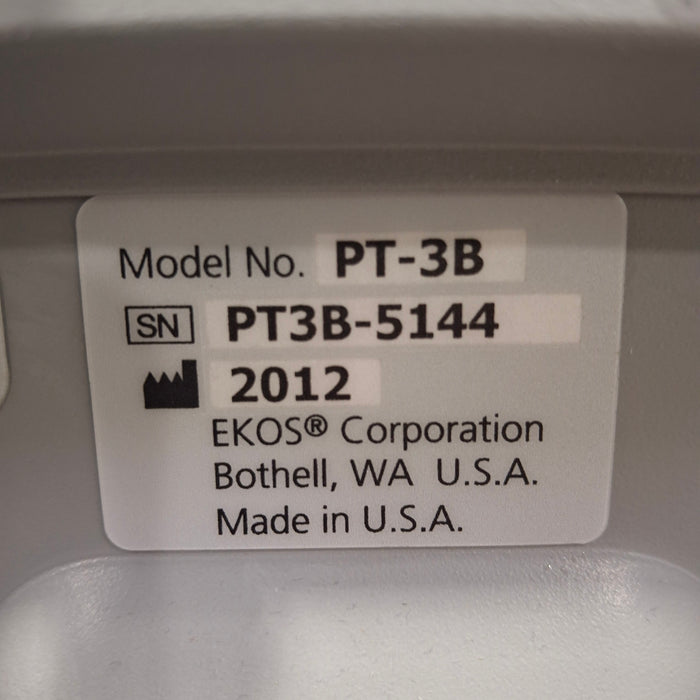 Model No. PT-3B
SN PT3B-5144
2012
EKOS® Corporation
Bothell, WA U.S.A.
Made in U.S.A.